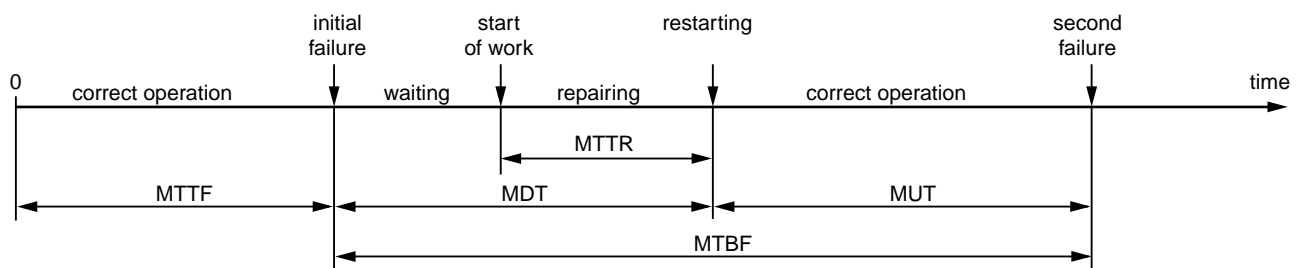 initial
failure
start
of work
restarting
second
failure
0
correct operation
waiting
repairing
correct operation
time
MTTR
MTTF
MDT
MUT
MTBF